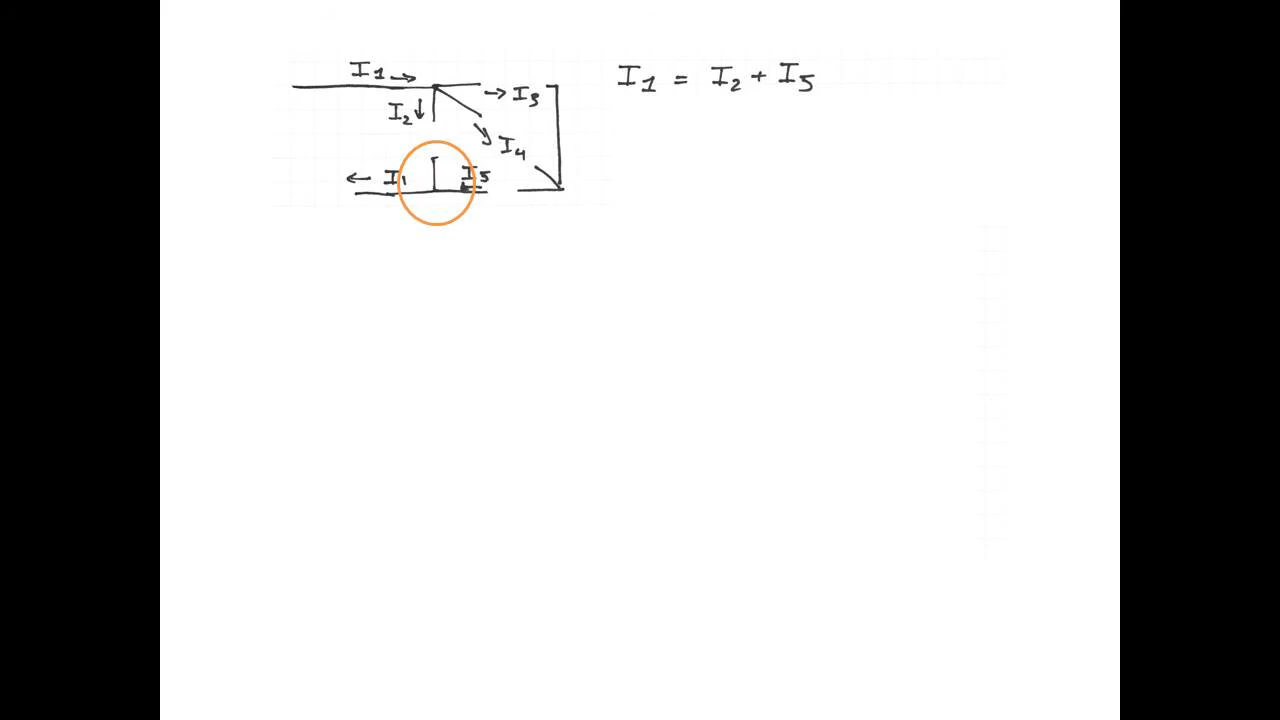 I1 → I1 = I2 + I5
→ I3
I2 ↓
I4
← I1 I5